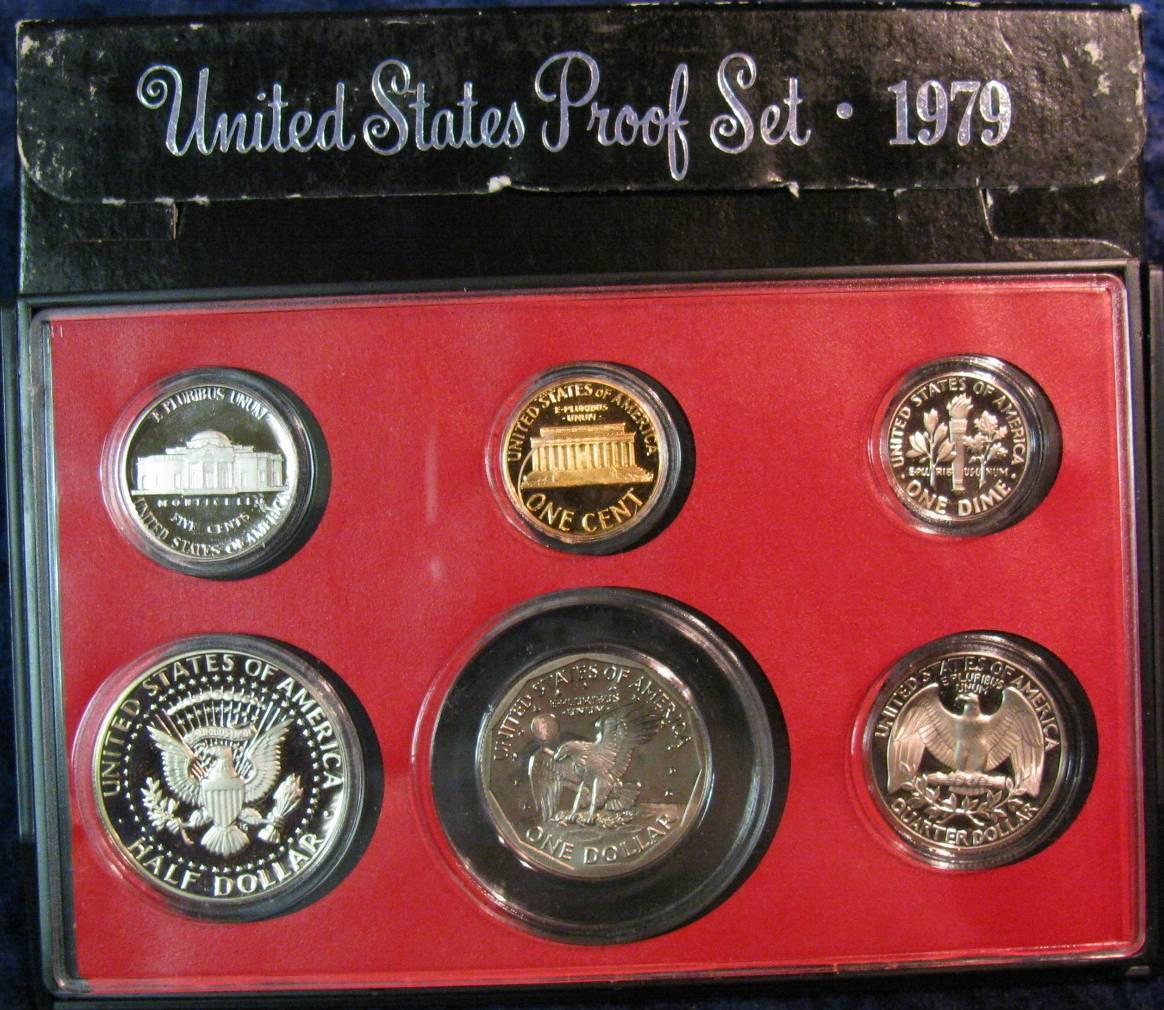 United States Proof Set • 1979
E PLURIBUS UNUM
MONTICELLO
FIVE CENTS
UNITED STATES OF AMERICA
UNITED STATES OF AMERICA
E·PLURIBUS
·UNUM·
ONE CENT
UNITED STATES OF AMERICA
E·PLURIBUS UNUM
· ONE DIME ·
UNITED STATES OF AMERICA
HALF DOLLAR
UNITED STATES OF AMERICA
E·PLURIBUS
UNUM
ONE DOLLAR
UNITED STATES OF AMERICA
E·PLURIBUS
UNUM
QUARTER DOLLAR